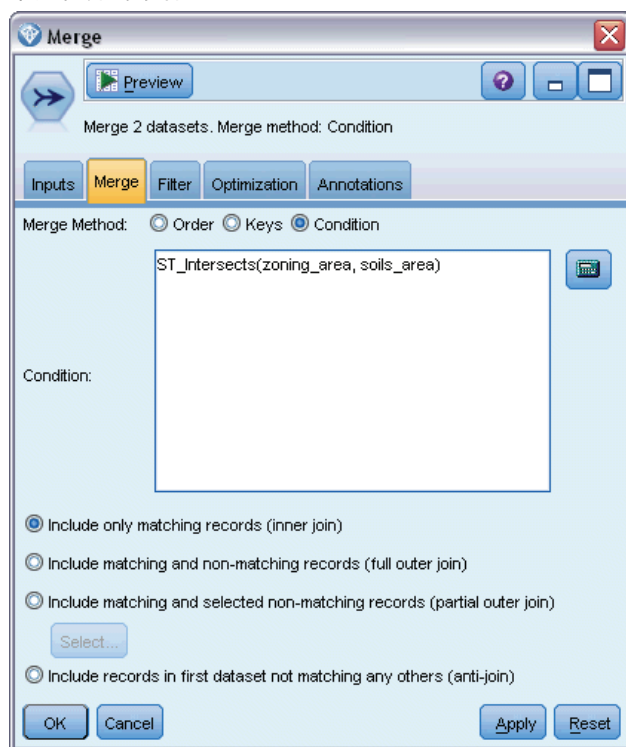 Merge
Preview
Merge 2 datasets. Merge method: Condition
Inputs Merge Filter Optimization Annotations
Merge Method: Order Keys Condition
ST_Intersects(zoning_area, soils_area)
Condition:
Include only matching records (inner join)
Include matching and non-matching records (full outer join)
Include matching and selected non-matching records (partial outer join)
Select...
Include records in first dataset not matching any others (anti-join)
OK Cancel Apply Reset